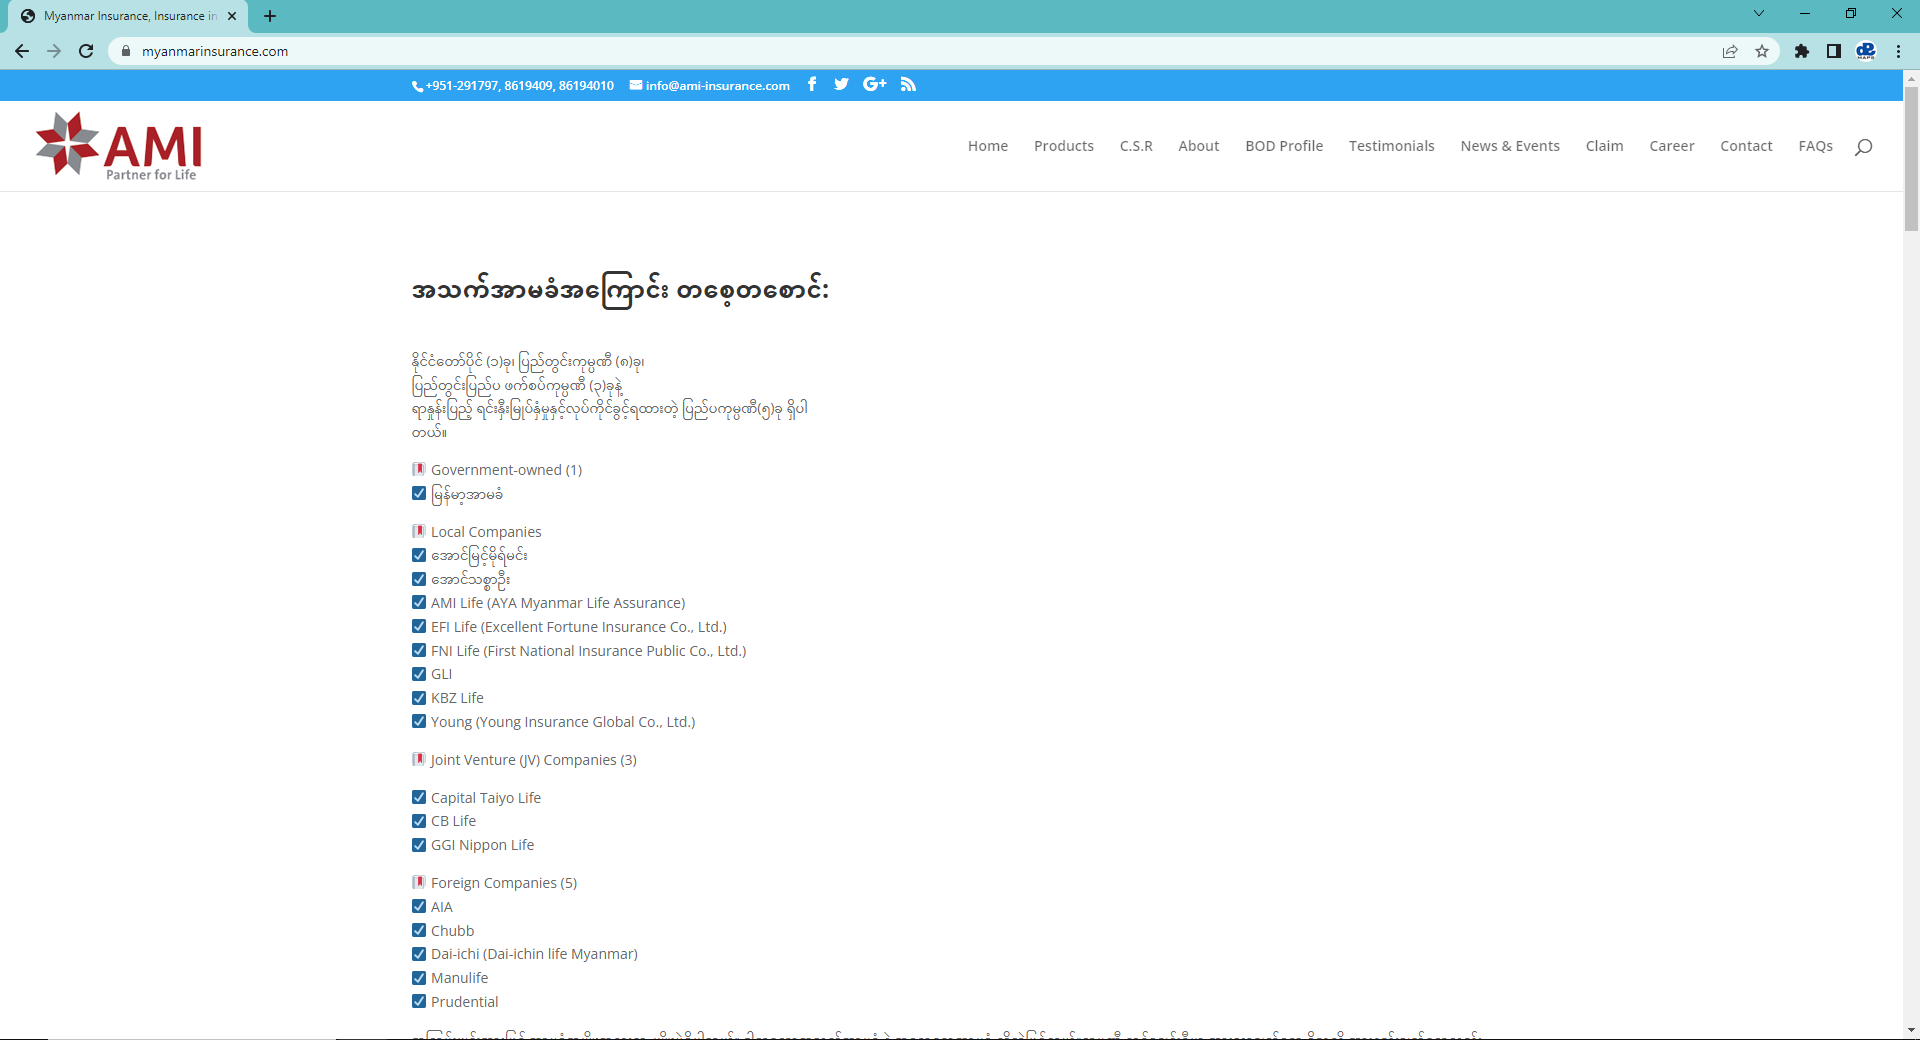 Myanmar Insurance, Insurance in
myanmarinsurance.com
+951-291797, 8619409, 86194010 info@ami-insurance.com G+
AMI
Partner for Life
Home Products C.S.R About BOD Profile Testimonials News & Events Claim Career Contact FAQs
အသက်အာမခံအကြောင်း တစေ့တစောင်း
နိုင်ငံတော်ပိုင် (၁)ခု၊ ပြည်တွင်းကုမ္ပဏီ (၈)ခု၊
ပြည်တွင်းပြည်ပ ဖက်စပ်ကုမ္ပဏီ (၃)ခုနဲ့
ရာနှုန်းပြည့် ရင်းနှီးမြှုပ်နှံမှုနှင့်လုပ်ကိုင်ခွင့်ရထားတဲ့ ပြည်ပကုမ္ပဏီ(၅)ခု ရှိပါ
တယ်။
Government-owned (1)
မြန်မာ့အာမခံ
Local Companies
အောင်မြင့်မိုရ်မင်း
အောင်သစ္စာဦး
AMI Life (AYA Myanmar Life Assurance)
EFI Life (Excellent Fortune Insurance Co., Ltd.)
FNI Life (First National Insurance Public Co., Ltd.)
GLI
KBZ Life
Young (Young Insurance Global Co., Ltd.)
Joint Venture (JV) Companies (3)
Capital Taiyo Life
CB Life
GGI Nippon Life
Foreign Companies (5)
AIA
Chubb
Dai-ichi (Dai-ichin life Myanmar)
Manulife
Prudential